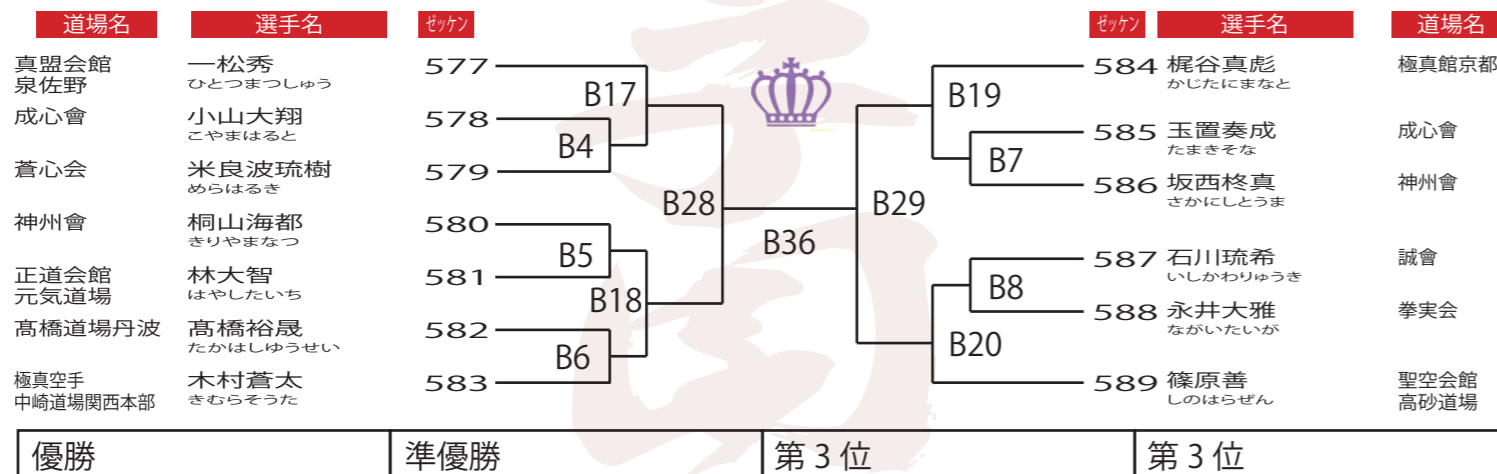 道場名 選手名 ゼッケン
真盟会館
泉佐野
一松秀
ひとつまつしゅう
577
成心會
小山大翔
こやまはると
578
蒼心会
米良波琉樹
めらはるき
579
神州會
桐山海都
きりやまなつ
580
正道会館
元気道場
林大智
はやしたいち
581
髙橋道場丹波
髙橋裕晟
たかはしゆうせい
582
極真空手
中崎道場関西本部
木村蒼太
きむらそうた
583
B17
B4
B28
B5
B18
B6
B36
B19
B7
B29
B8
B20
ゼッケン 選手名 道場名
584 梶谷真彪 極真館京都
かじたにまなと
585 玉置奏成 成心會
たまきそな
586 坂西柊真 神州會
さかにしとうま
587 石川琉希 誠會
いしかわりゅうき
588 永井大雅 拳実会
ながいたいが
589 篠原善 聖空会館
しのはらぜん 高砂道場
優勝 準優勝 第3位 第3位